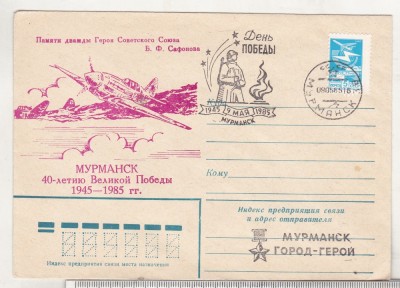 Памяти дважды Героя Советского Союза
Б. Ф. Сафонова
День
ПОБЕДЫ
1945 9 МАЯ 1985
МУРМАНСК
МУРМАНСК
40-летию Великой Победы
1945—1985 гг.
Кому
Индекс предприятия связи
и адрес отправителя
МУРМАНСК
ГОРОД-ГЕРОЙ
Индекс предприятия связи места назначения